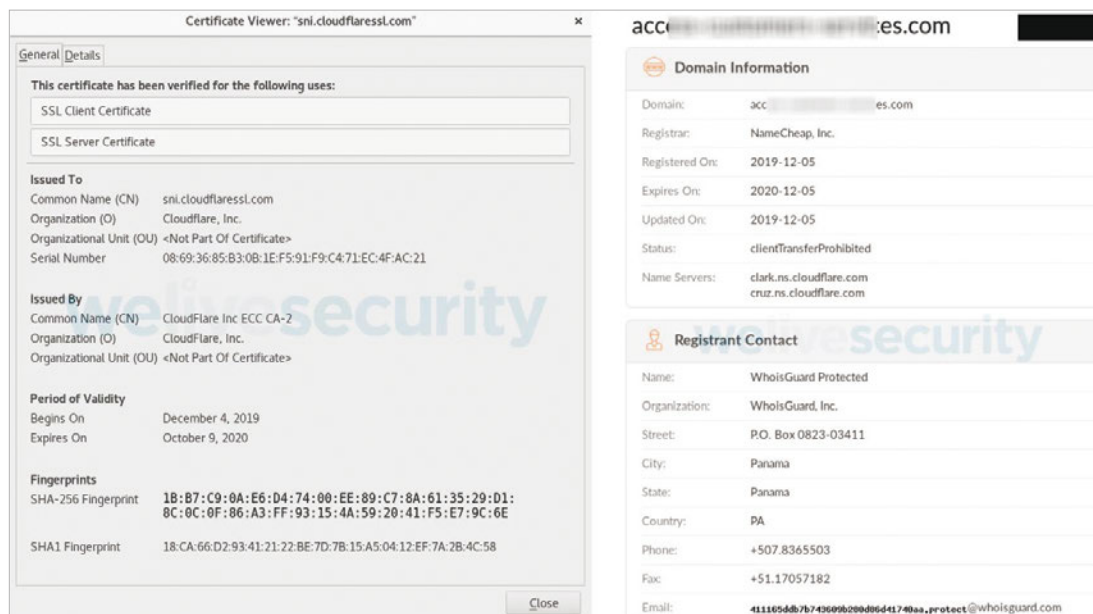 Certificate Viewer: "sni.cloudflaressl.com" ×
General Details
This certificate has been verified for the following uses:
SSL Client Certificate
SSL Server Certificate
Issued To
Common Name (CN) sni.cloudflaressl.com
Organization (O) Cloudflare, Inc.
Organizational Unit (OU) <Not Part Of Certificate>
Serial Number 08:69:36:85:B3:0B:1E:F5:91:F9:C4:71:EC:4F:AC:21
Issued By
Common Name (CN) CloudFlare Inc ECC CA-2
Organization (O) CloudFlare, Inc.
Organizational Unit (OU) <Not Part Of Certificate>
Period of Validity
Begins On December 4, 2019
Expires On October 9, 2020
Fingerprints
SHA-256 Fingerprint 1B:B7:C9:0A:E6:D4:74:00:EE:89:C7:8A:61:35:29:D1:
8C:0C:0F:86:A3:FF:93:15:4A:59:20:41:F5:E7:9C:6E
SHA1 Fingerprint 18:CA:66:D2:93:41:21:22:BE:7D:7B:15:A5:04:12:EF:7A:2B:4C:58
Close
welivesecurity
es.com
Domain Information
Domain: acc es.com
Registrar: NameCheap, Inc.
Registered On: 2019-12-05
Expires On: 2020-12-05
Updated On: 2019-12-05
Status: clientTransferProhibited
Name Servers: clark.ns.cloudflare.com
cruz.ns.cloudflare.com
Registrant Contact
welivesecurity
Name: WhoisGuard Protected
Organization: WhoisGuard, Inc.
Street: P.O. Box 0823-03411
City: Panama
State: Panama
Country: PA
Phone: +507.8365503
Fax: +51.17057182
Email: @whoisguard.com